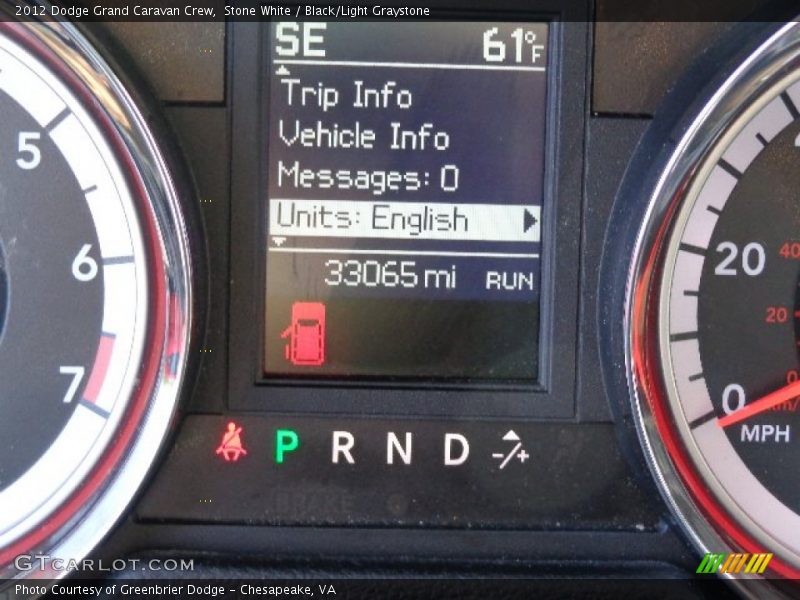 2012 Dodge Grand Caravan Crew, Stone White / Black/Light Graystone
SE 61°F
Trip Info
Vehicle Info
Messages: 0
Units: English
33065 mi RUN
5
6
7
P R N D -/+
20
0
MPH
40
20
0
km/
GTCARLOT.COM
Photo Courtesy of Greenbrier Dodge - Chesapeake, VA